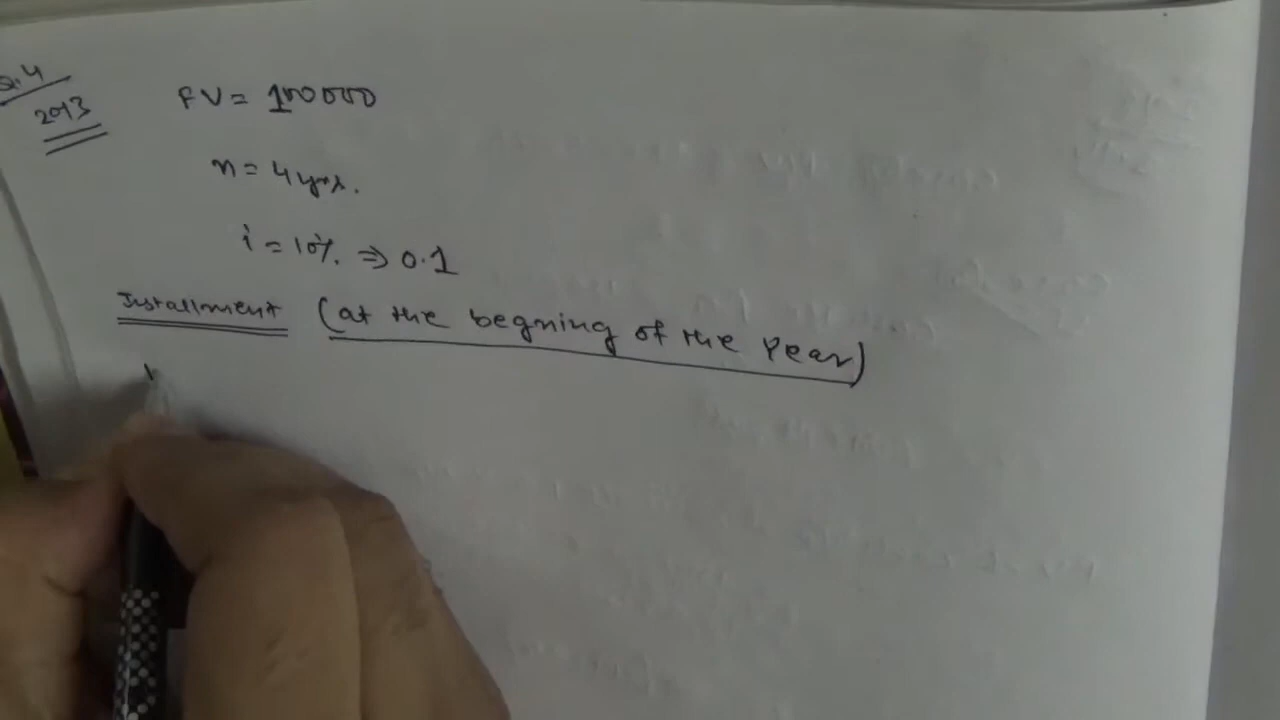 Q.4
2013
FV = 100000
n = 4 yrs.
i = 10% ⇒ 0.1
Installment (at the begning of the year)